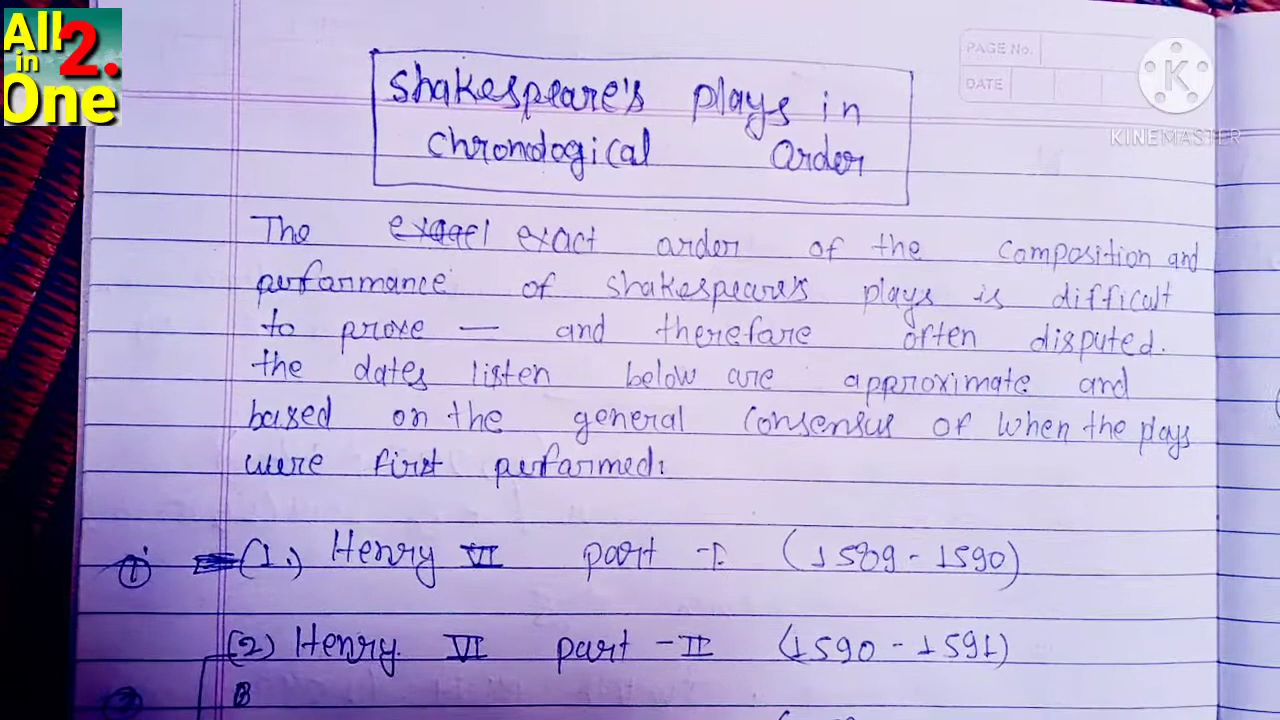 All 2.
in
One
PAGE No.
DATE
K
KINEMASTER
Shakespeare's plays in
chronological Order
The exact order of the composition and
performance of shakespeare's plays is difficult
to prove — and therefore often disputed.
the dates listen below are approximate and
based on the general consensus of when the plays
were first performed:
(1.) Henry VI part -I. (1589-1590)
(2) Henry. VI part -II (1590-1591)